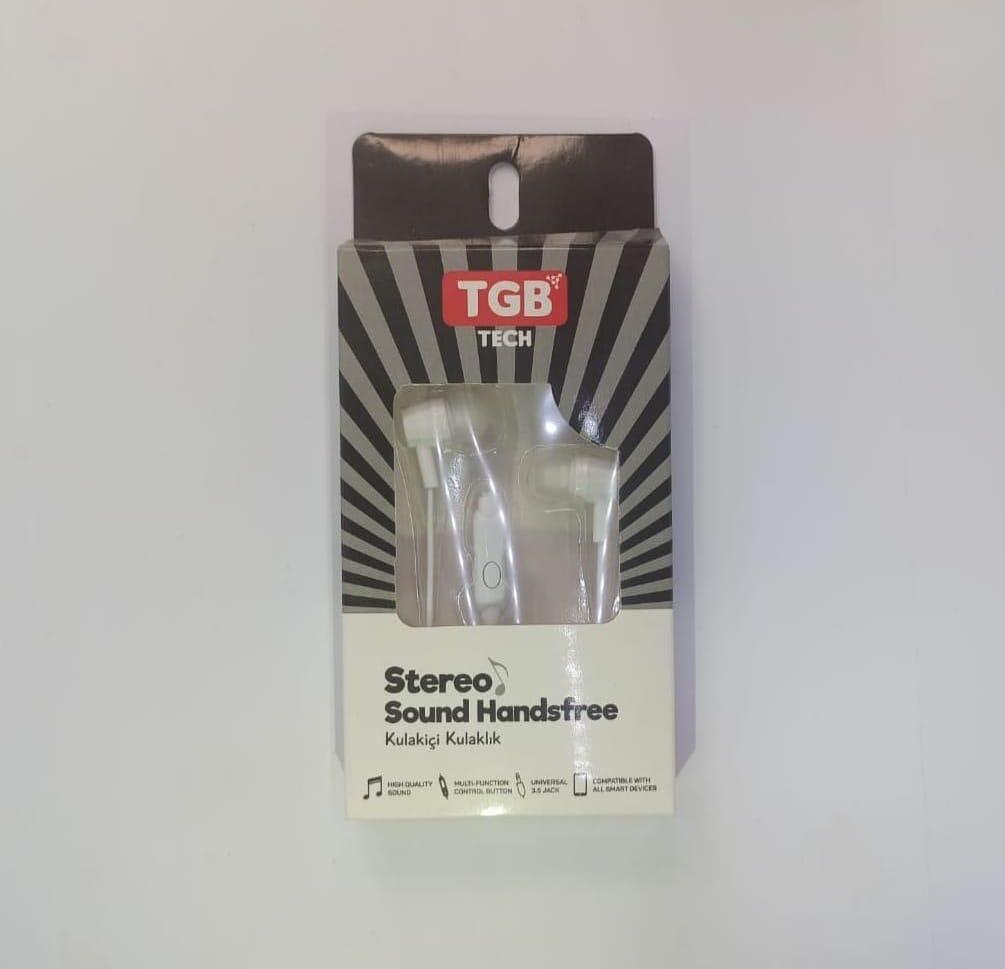 TGB
TECH
Stereo
Sound Handsfree
Kulakiçi Kulaklık
HIGH QUALITY
SOUND
MULTI-FUNCTION
CONTROL BUTTON
UNIVERSAL
3.5 JACK
COMPATIBLE WITH
ALL SMART DEVICES